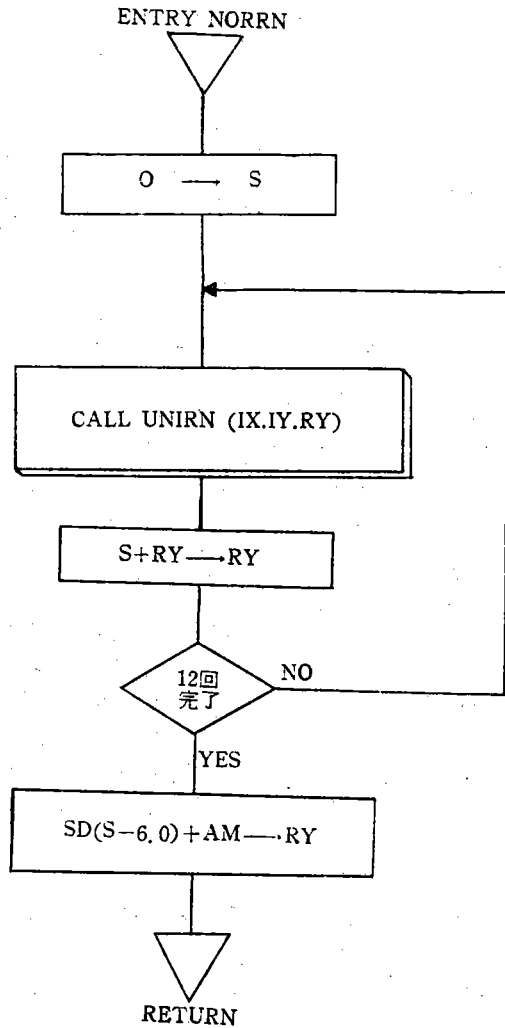 ENTRY NORRN
O → S
CALL UNIRN (IX.IY.RY)
S+RY→RY
12回
完了
NO
YES
SD(S-6.0)+AM→RY
RETURN